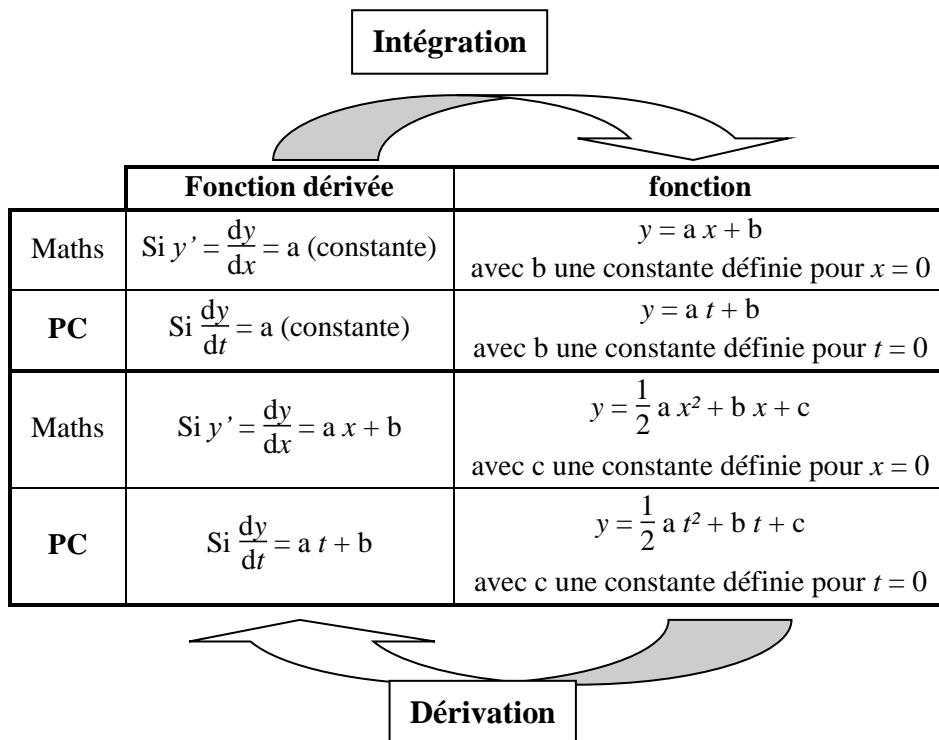 Intégration
Fonction dérivée fonction
Maths Si y’ = dy/dx = a (constante) y = a x + b
avec b une constante définie pour x = 0
PC Si dy/dt = a (constante) y = a t + b
avec b une constante définie pour t = 0
Maths Si y’ = dy/dx = a x + b y = 1/2 a x² + b x + c
avec c une constante définie pour x = 0
PC Si dy/dt = a t + b y = 1/2 a t² + b t + c
avec c une constante définie pour t = 0
Dérivation